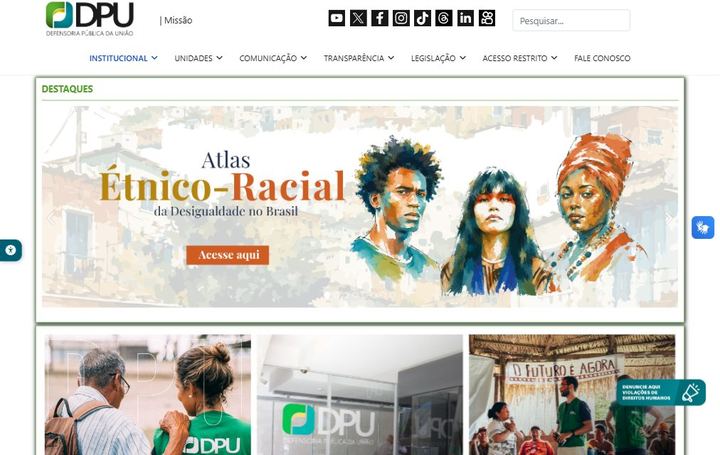 DPU
DEFENSORIA PÚBLICA DA UNIÃO
| Missão
Pesquisar...
INSTITUCIONAL
UNIDADES
COMUNICAÇÃO
TRANSPARÊNCIA
LEGISLAÇÃO
ACESSO RESTRITO
FALE CONOSCO
DESTAQUES
Atlas
Étnico-Racial
da Desigualdade no Brasil
Acesse aqui
DPU
DPU
DEFENSORIA PÚBLICA DA UNIÃO
O FUTURO É AGORA
DENUNCIE AQUI
VIOLAÇÕES DE
DIREITOS HUMANOS